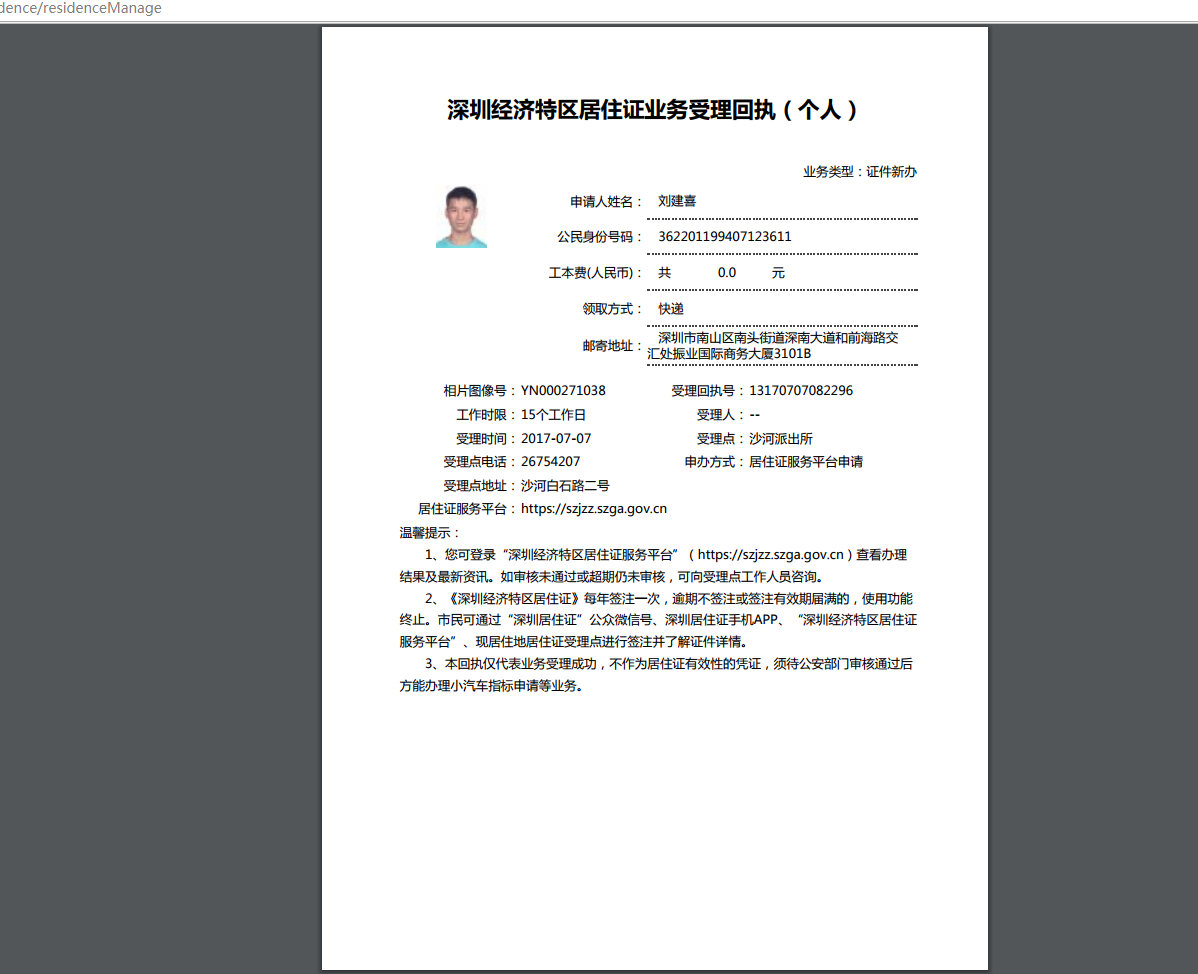 dence/residenceManage
深圳经济特区居住证业务受理回执（个人）
业务类型：证件新办
申请人姓名： 刘建喜
公民身份号码： 362201199407123611
工本费(人民币)： 共 0.0 元
领取方式： 快递
邮寄地址： 深圳市南山区南头街道深南大道和前海路交
汇处振业国际商务大厦3101B
相片图像号：YN000271038 受理回执号：13170707082296
工作时限：15个工作日 受理人：--
受理时间：2017-07-07 受理点：沙河派出所
受理点电话：26754207 申办方式：居住证服务平台申请
受理点地址：沙河白石路二号
居住证服务平台：https://szjzz.szga.gov.cn
温馨提示：
1、您可登录“深圳经济特区居住证服务平台”（https://szjzz.szga.gov.cn）查看办理
结果及最新资讯。如审核未通过或超期仍未审核，可向受理点工作人员咨询。
2、《深圳经济特区居住证》每年签注一次，逾期不签注或签注有效期届满的，使用功能
终止。市民可通过“深圳居住证”公众微信号、深圳居住证手机APP、“深圳经济特区居住证
服务平台”、现居住地居住证受理点进行签注并了解证件详情。
3、本回执仅代表业务受理成功，不作为居住证有效性的凭证，须待公安部门审核通过后
方能办理小汽车指标申请等业务。